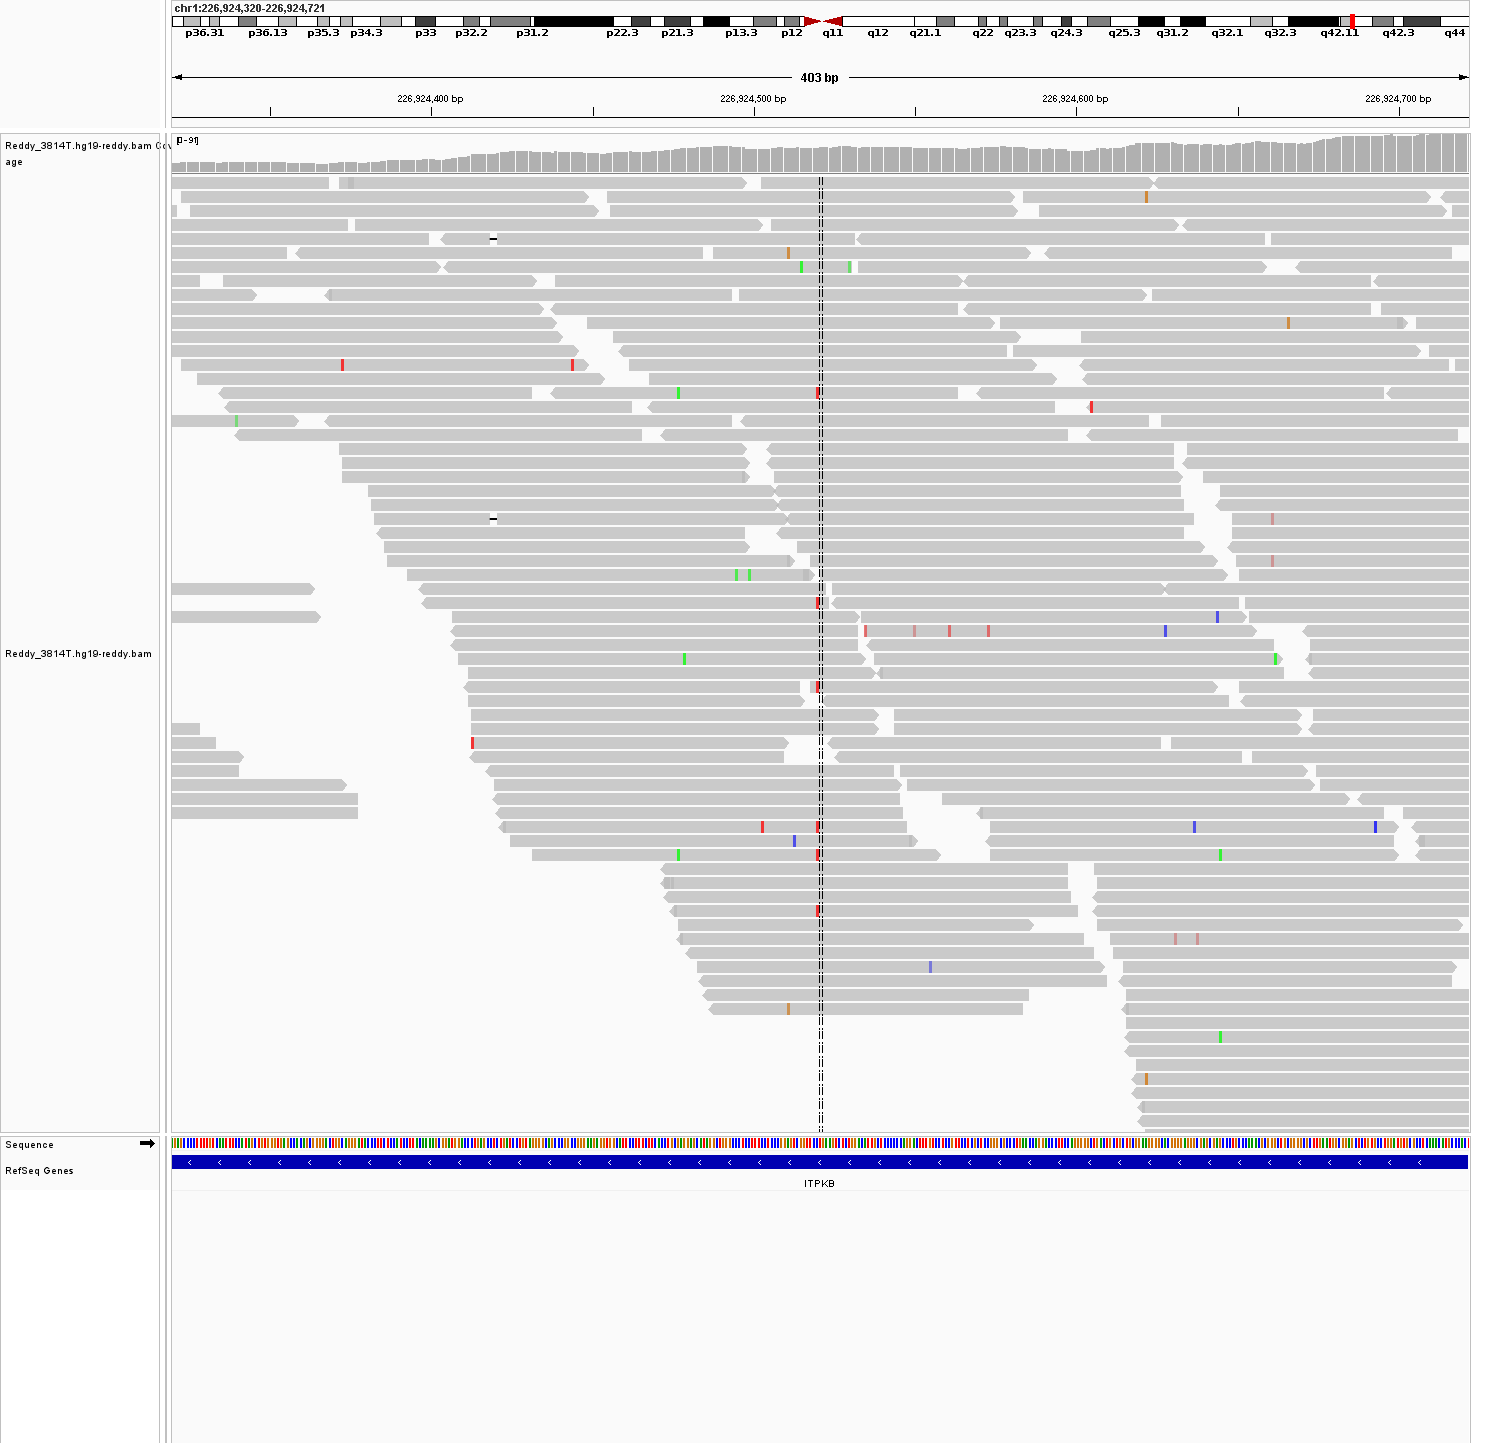 chr1:226,924,320-226,924,721
p36.31 p36.13 p35.3 p34.3 p33 p32.2 p31.2 p22.3 p21.3 p13.3 p12 q11 q12 q21.1 q22 q23.3 q24.3 q25.3 q31.2 q32.1 q32.3 q42.11 q42.3 q44
403 bp
226,924,400 bp 226,924,500 bp 226,924,600 bp 226,924,700 bp
[0-91]
Reddy_3814T.hg19-reddy.bam Cov
age
Reddy_3814T.hg19-reddy.bam
Sequence
RefSeq Genes
ITPKB